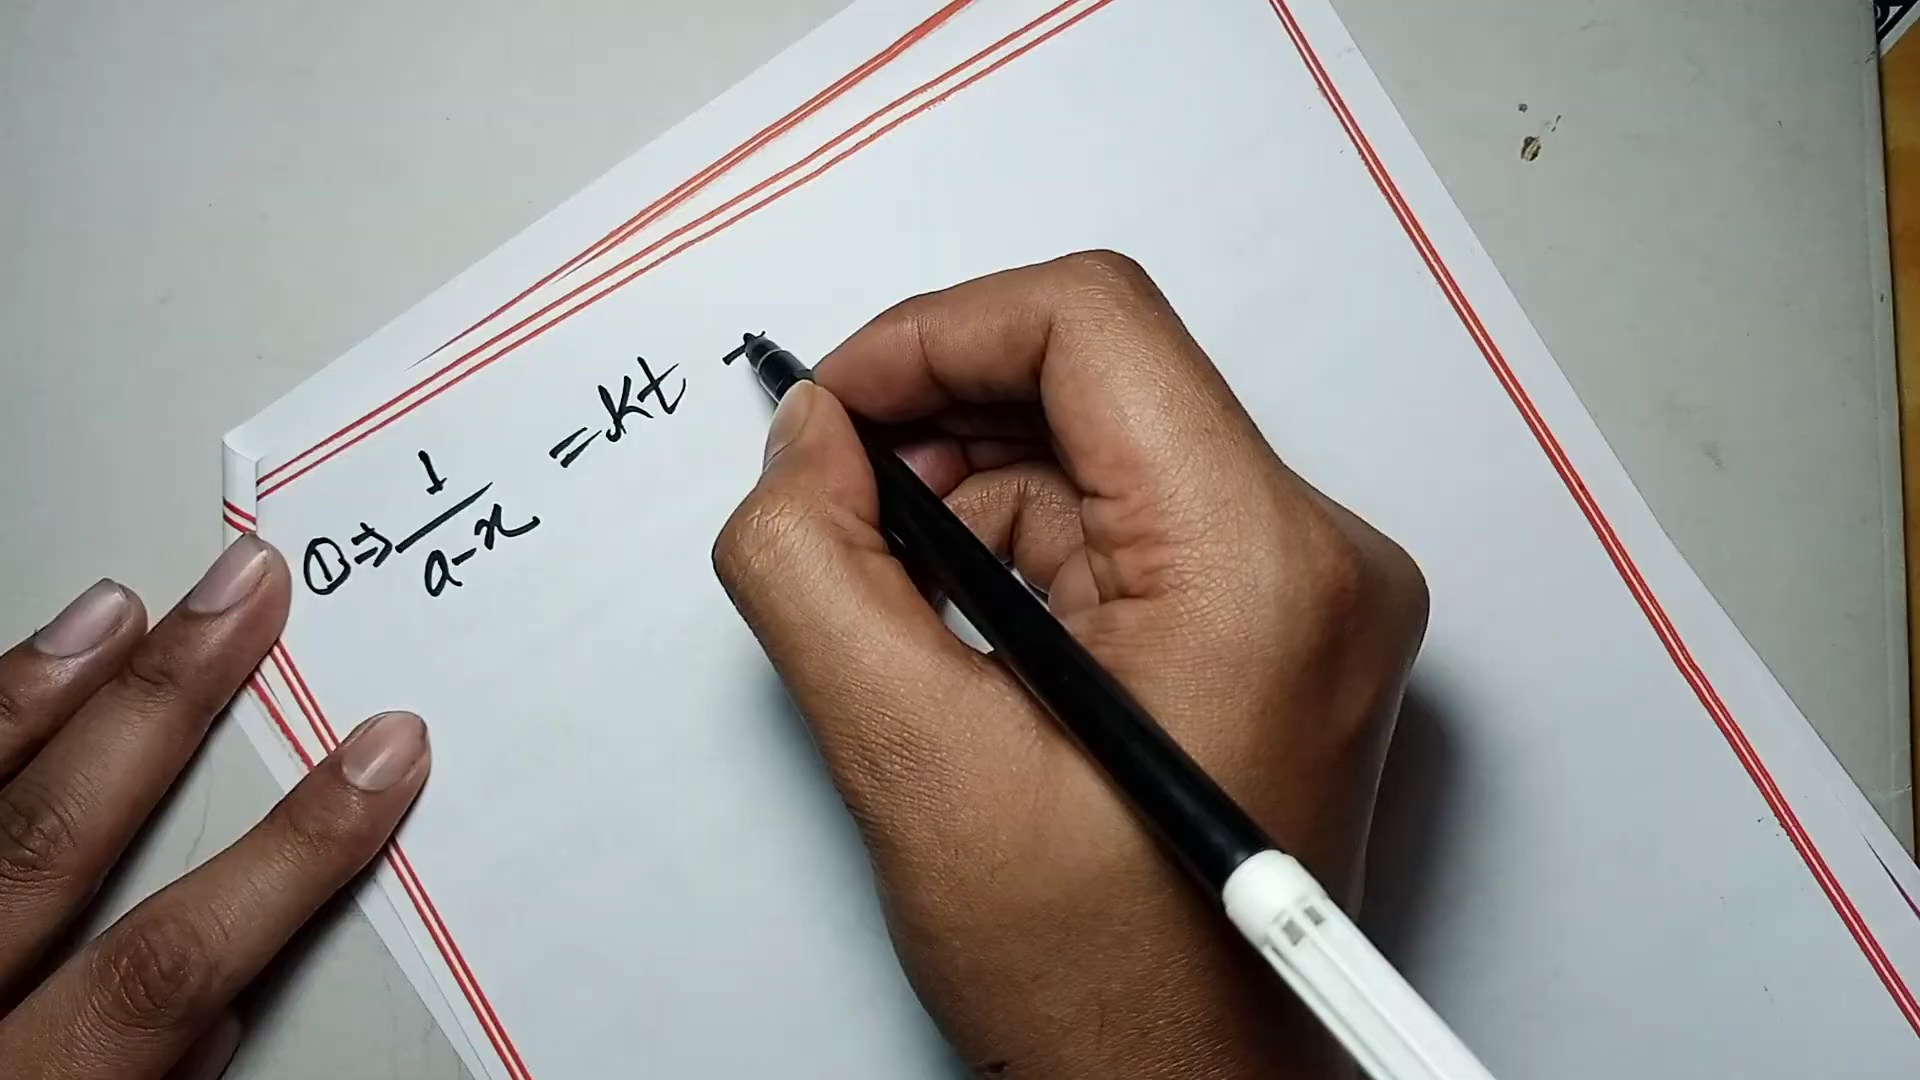 ① ⇒ 1/(a-x) = kt